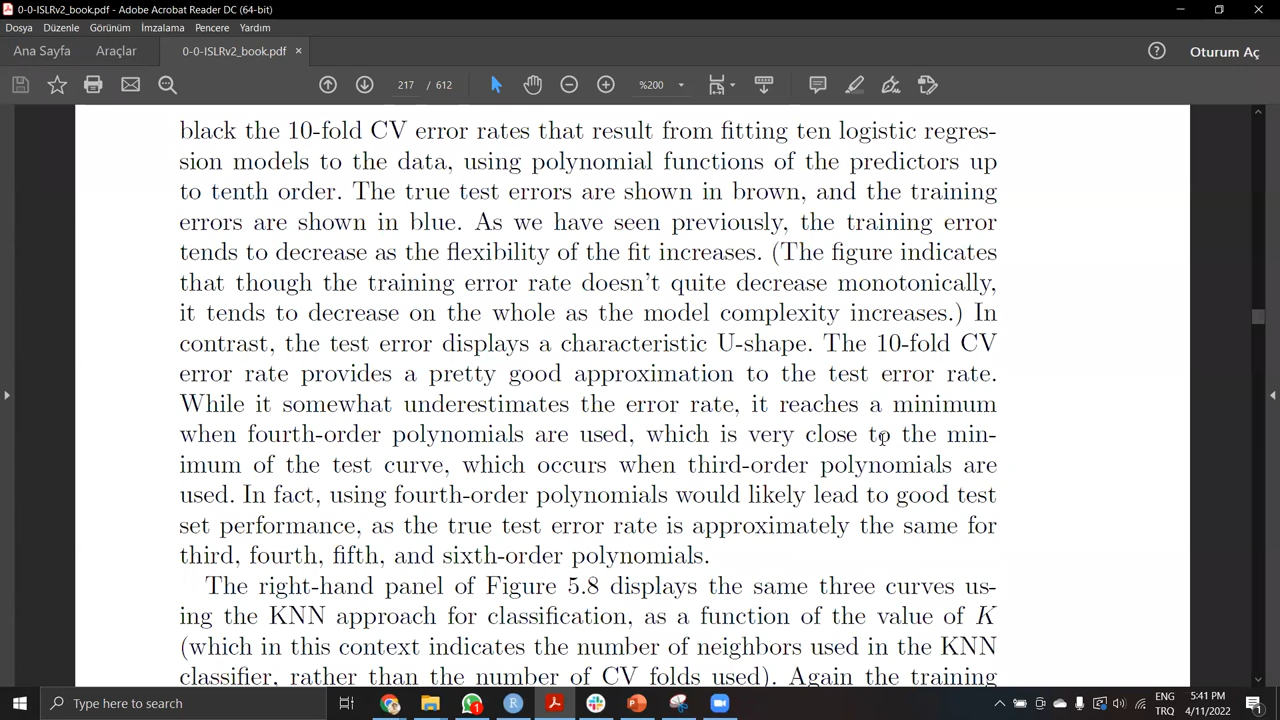 0-0-ISLRv2_book.pdf - Adobe Acrobat Reader DC (64-bit)
Dosya Düzenle Görünüm İmzalama Pencere Yardım
Ana Sayfa Araçlar 0-0-ISLRv2_book.pdf × Oturum Aç
217 / 612 %200
black the 10-fold CV error rates that result from fitting ten logistic regres-
sion models to the data, using polynomial functions of the predictors up
to tenth order. The true test errors are shown in brown, and the training
errors are shown in blue. As we have seen previously, the training error
tends to decrease as the flexibility of the fit increases. (The figure indicates
that though the training error rate doesn't quite decrease monotonically,
it tends to decrease on the whole as the model complexity increases.) In
contrast, the test error displays a characteristic U-shape. The 10-fold CV
error rate provides a pretty good approximation to the test error rate.
While it somewhat underestimates the error rate, it reaches a minimum
when fourth-order polynomials are used, which is very close to the min-
imum of the test curve, which occurs when third-order polynomials are
used. In fact, using fourth-order polynomials would likely lead to good test
set performance, as the true test error rate is approximately the same for
third, fourth, fifth, and sixth-order polynomials.
The right-hand panel of Figure 5.8 displays the same three curves us-
ing the KNN approach for classification, as a function of the value of K
(which in this context indicates the number of neighbors used in the KNN
classifier, rather than the number of CV folds used). Again the training
Type here to search
ENG 5:41 PM
TRQ 4/11/2022